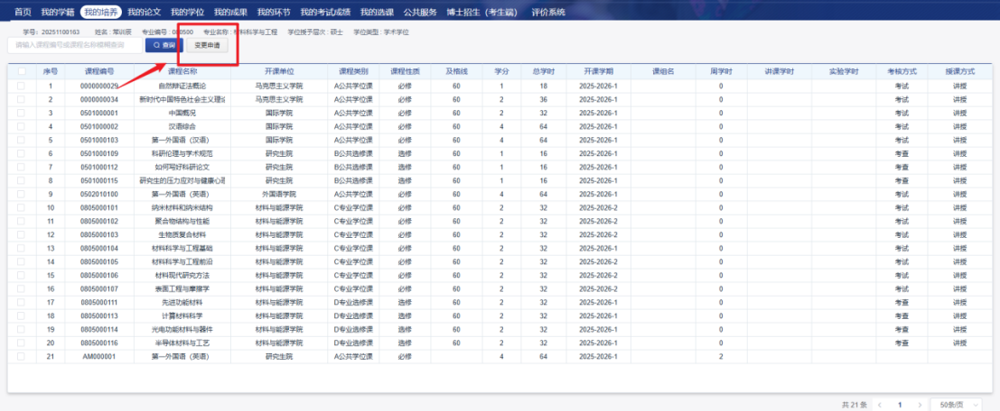 首页 我的学籍 我的培养 我的论文 我的学位 我的成果 我的环节 我的考试成绩 我的选课 公共服务 博士招生（考生端） 评价系统
学号: 20251100163 姓名: 专业编号: 080500 专业名称: 材料科学与工程 学位授予层次: 硕士 学位类型: 学术学位
请输入课程编号或课程名称模糊查询 查询 变更申请
序号 课程编号 课程名称 开课单位 课程类别 课程性质 及格线 学分 总学时 开课学期 课组名 周学时 讲课学时 实验学时 考核方式 授课方式
1 0000000029 自然辩证法概论 马克思主义学院 A公共学位课 必修 60 1 18 2025-2026-1 0 考试 讲授
2 0000000034 新时代中国特色社会主义理论 马克思主义学院 A公共学位课 必修 60 2 36 2025-2026-1 0 考试 讲授
3 0501000001 中国概况 国际学院 A公共学位课 必修 60 2 32 2025-2026-1 0 考试 讲授
4 0501000002 汉语综合 国际学院 A公共学位课 必修 60 4 64 2025-2026-1 0 考试 讲授
5 0501000103 第一外国语（汉语） 国际学院 A公共学位课 必修 60 4 64 2025-2026-1 0 考试 讲授
6 0501000109 科研伦理与学术规范 研究生院 B公共选修课 选修 60 1 16 2025-2026-1 0 考查 讲授
7 0501000112 如何写好科研论文 研究生院 B公共选修课 选修 60 1 16 2025-2026-1 0 考查 讲授
8 0501000115 研究生的压力应对与健康心理 研究生院 B公共选修课 选修 60 1 16 2025-2026-1 0 考查 讲授
9 0502010100 第一外国语（英语） 外国语学院 A公共学位课 必修 60 4 64 2025-2026-1 0 考试 讲授
10 0805000101 纳米材料和纳米结构 材料与能源学院 C专业学位课 必修 60 2 32 2025-2026-2 0 考试 讲授
11 0805000102 聚合物结构与性能 材料与能源学院 C专业学位课 必修 60 2 32 2025-2026-2 0 考试 讲授
12 0805000103 生物质复合材料 材料与能源学院 C专业学位课 必修 60 2 32 2025-2026-2 0 考试 讲授
13 0805000104 材料科学与工程基础 材料与能源学院 C专业学位课 必修 60 2 32 2025-2026-1 0 考试 讲授
14 0805000105 材料科学与工程前沿 材料与能源学院 C专业学位课 必修 60 2 32 2025-2026-2 0 考试 讲授
15 0805000106 材料现代研究方法 材料与能源学院 C专业学位课 必修 60 2 32 2025-2026-2 0 考试 讲授
16 0805000107 表面工程与摩擦学 材料与能源学院 C专业学位课 必修 60 2 32 2025-2026-2 0 考试 讲授
17 0805000111 先进功能材料 材料与能源学院 D专业选修课 选修 60 2 32 2025-2026-1 0 考查 讲授
18 0805000113 计算材料科学 材料与能源学院 D专业选修课 选修 60 2 32 2025-2026-1 0 考查 讲授
19 0805000114 光电功能材料与器件 材料与能源学院 D专业选修课 选修 60 2 32 2025-2026-1 0 考查 讲授
20 0805000116 半导体材料与工艺 材料与能源学院 D专业选修课 选修 60 2 32 2025-2026-1 0 考查 讲授
21 AM000001 第一外国语（英语） 研究生院 A公共学位课 必修 4 64 2025-2026-1 2
共 21 条 1 50条/页